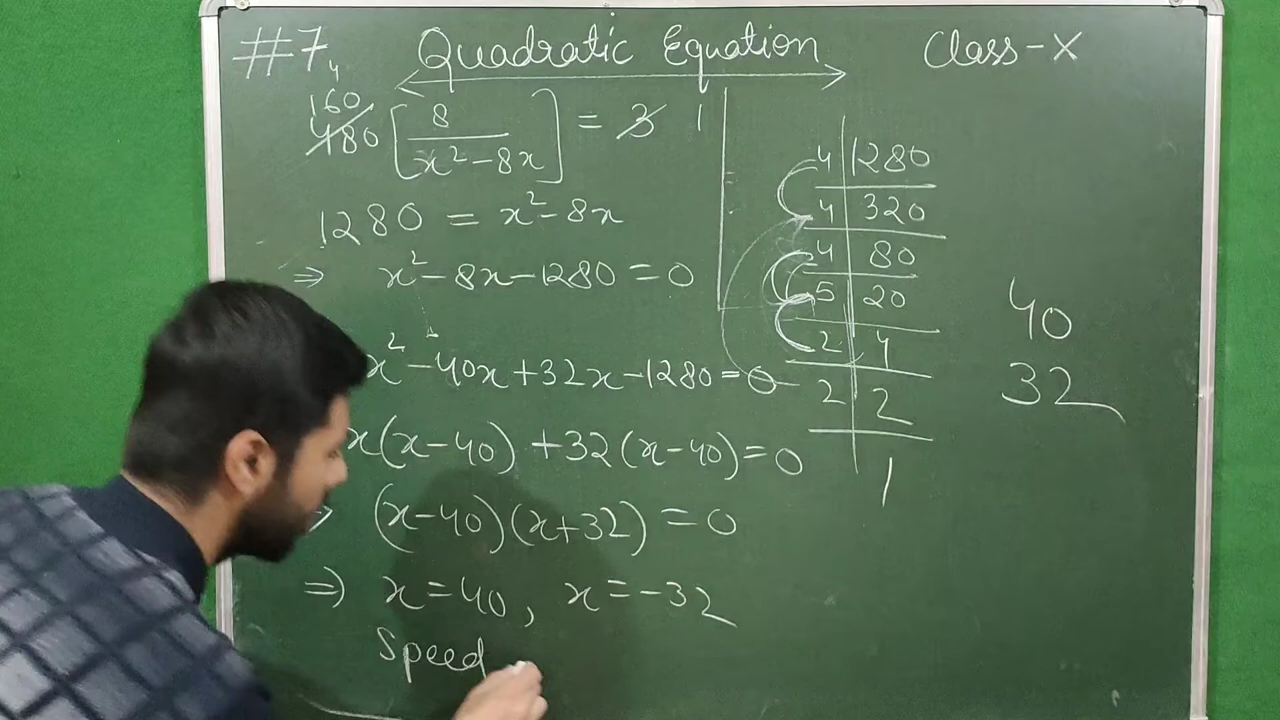 #7, Quadratic Equation Class-X
160
480 [8/(x²-8x)] = 3 1
1280 = x²-8x
⇒ x²-8x-1280=0
x²-40x+32x-1280=0
x(x-40)+32(x-40)=0
⇒ (x-40)(x+32)=0
⇒ x=40, x=-32
Speed
4 | 1280
4 | 320
4 | 80
5 | 20
2 | 4
2 | 2
1
40
32